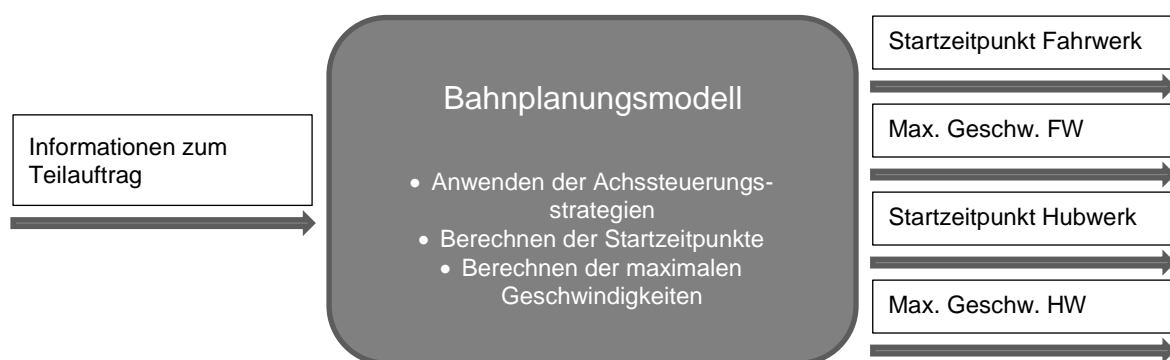 Informationen zum
Teilauftrag
Bahnplanungsmodell
• Anwenden der Achssteuerungs-
strategien
• Berechnen der Startzeitpunkte
• Berechnen der maximalen
Geschwindigkeiten
Startzeitpunkt Fahrwerk
Max. Geschw. FW
Startzeitpunkt Hubwerk
Max. Geschw. HW